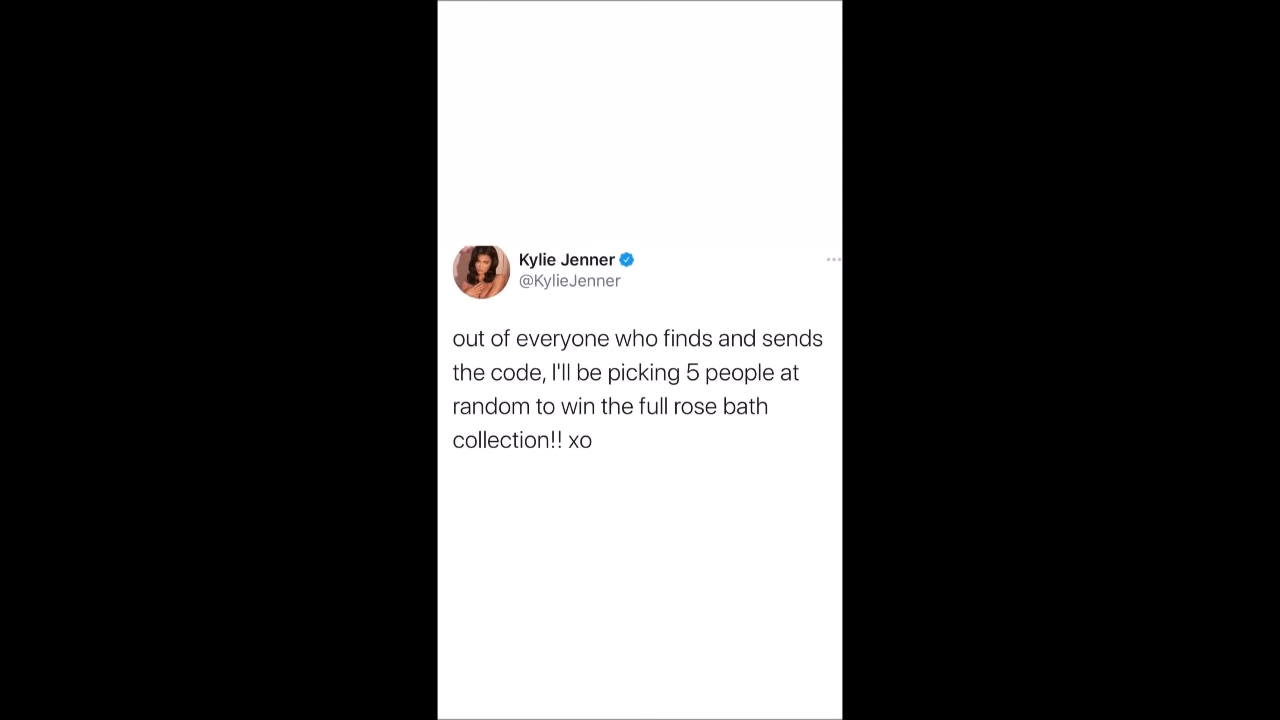 Kylie Jenner
@KylieJenner
out of everyone who finds and sends
the code, I'll be picking 5 people at
random to win the full rose bath
collection!! xo